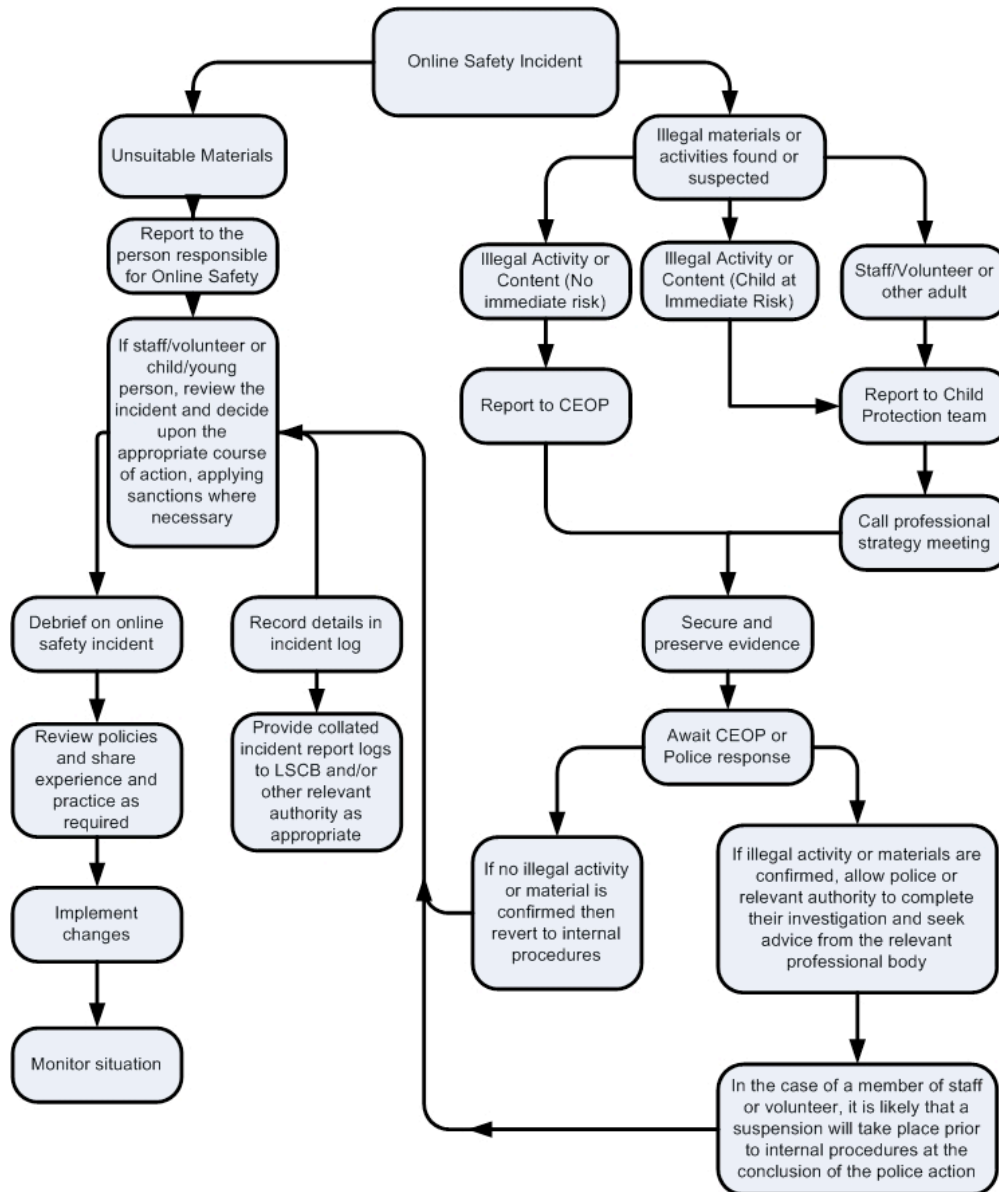 Online Safety Incident
Unsuitable Materials
Illegal materials or
activities found or
suspected
Report to the
person responsible
for Online Safety
Illegal Activity or
Content (No
immediate risk)
Illegal Activity or
Content (Child at
Immediate Risk)
Staff/Volunteer or
other adult
If staff/volunteer or
child/young
person, review the
incident and decide
upon the
appropriate course
of action, applying
sanctions where
necessary
Report to CEOP
Report to Child
Protection team
Call professional
strategy meeting
Debrief on online
safety incident
Record details in
incident log
Secure and
preserve evidence
Review policies
and share
experience and
practice as
required
Provide collated
incident report logs
to LSCB and/or
other relevant
authority as
appropriate
Await CEOP or
Police response
If no illegal activity
or material is
confirmed then
revert to internal
procedures
If illegal activity or materials are
confirmed, allow police or
relevant authority to complete
their investigation and seek
advice from the relevant
professional body
Implement
changes
Monitor situation
In the case of a member of staff
or volunteer, it is likely that a
suspension will take place prior
to internal procedures at the
conclusion of the police action